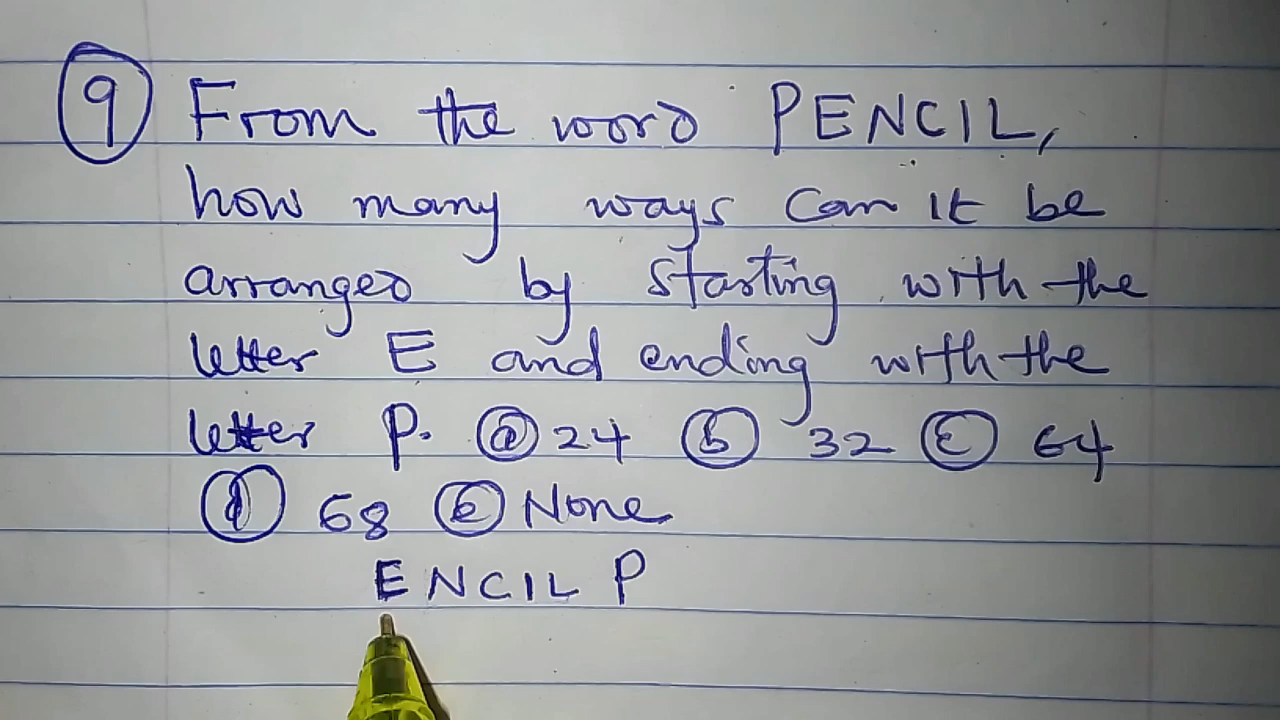 9 From the word PENCIL,
how many ways can it be
arranged by starting with the
letter E and ending with the
letter P. a 24 b 32 c 64
d 68 e None
ENCIL P